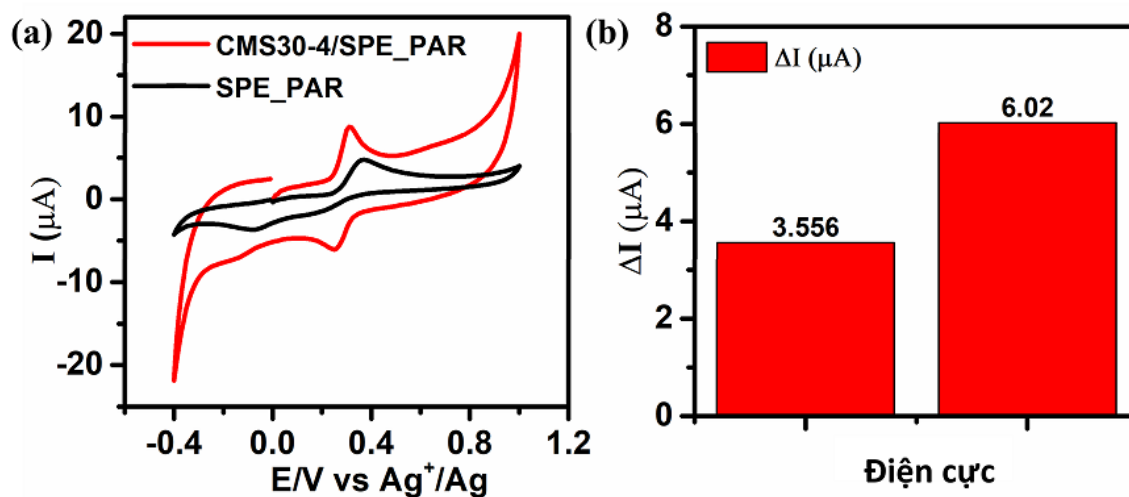 (a)
CMS30-4/SPE_PAR
SPE_PAR
I (μA)
20
10
0
-10
-20
-0.4 0.0 0.4 0.8 1.2
E/V vs Ag⁺/Ag
(b)
ΔI (μA)
ΔI (μA)
8
6
4
2
0
3.556
6.02
Điện cực